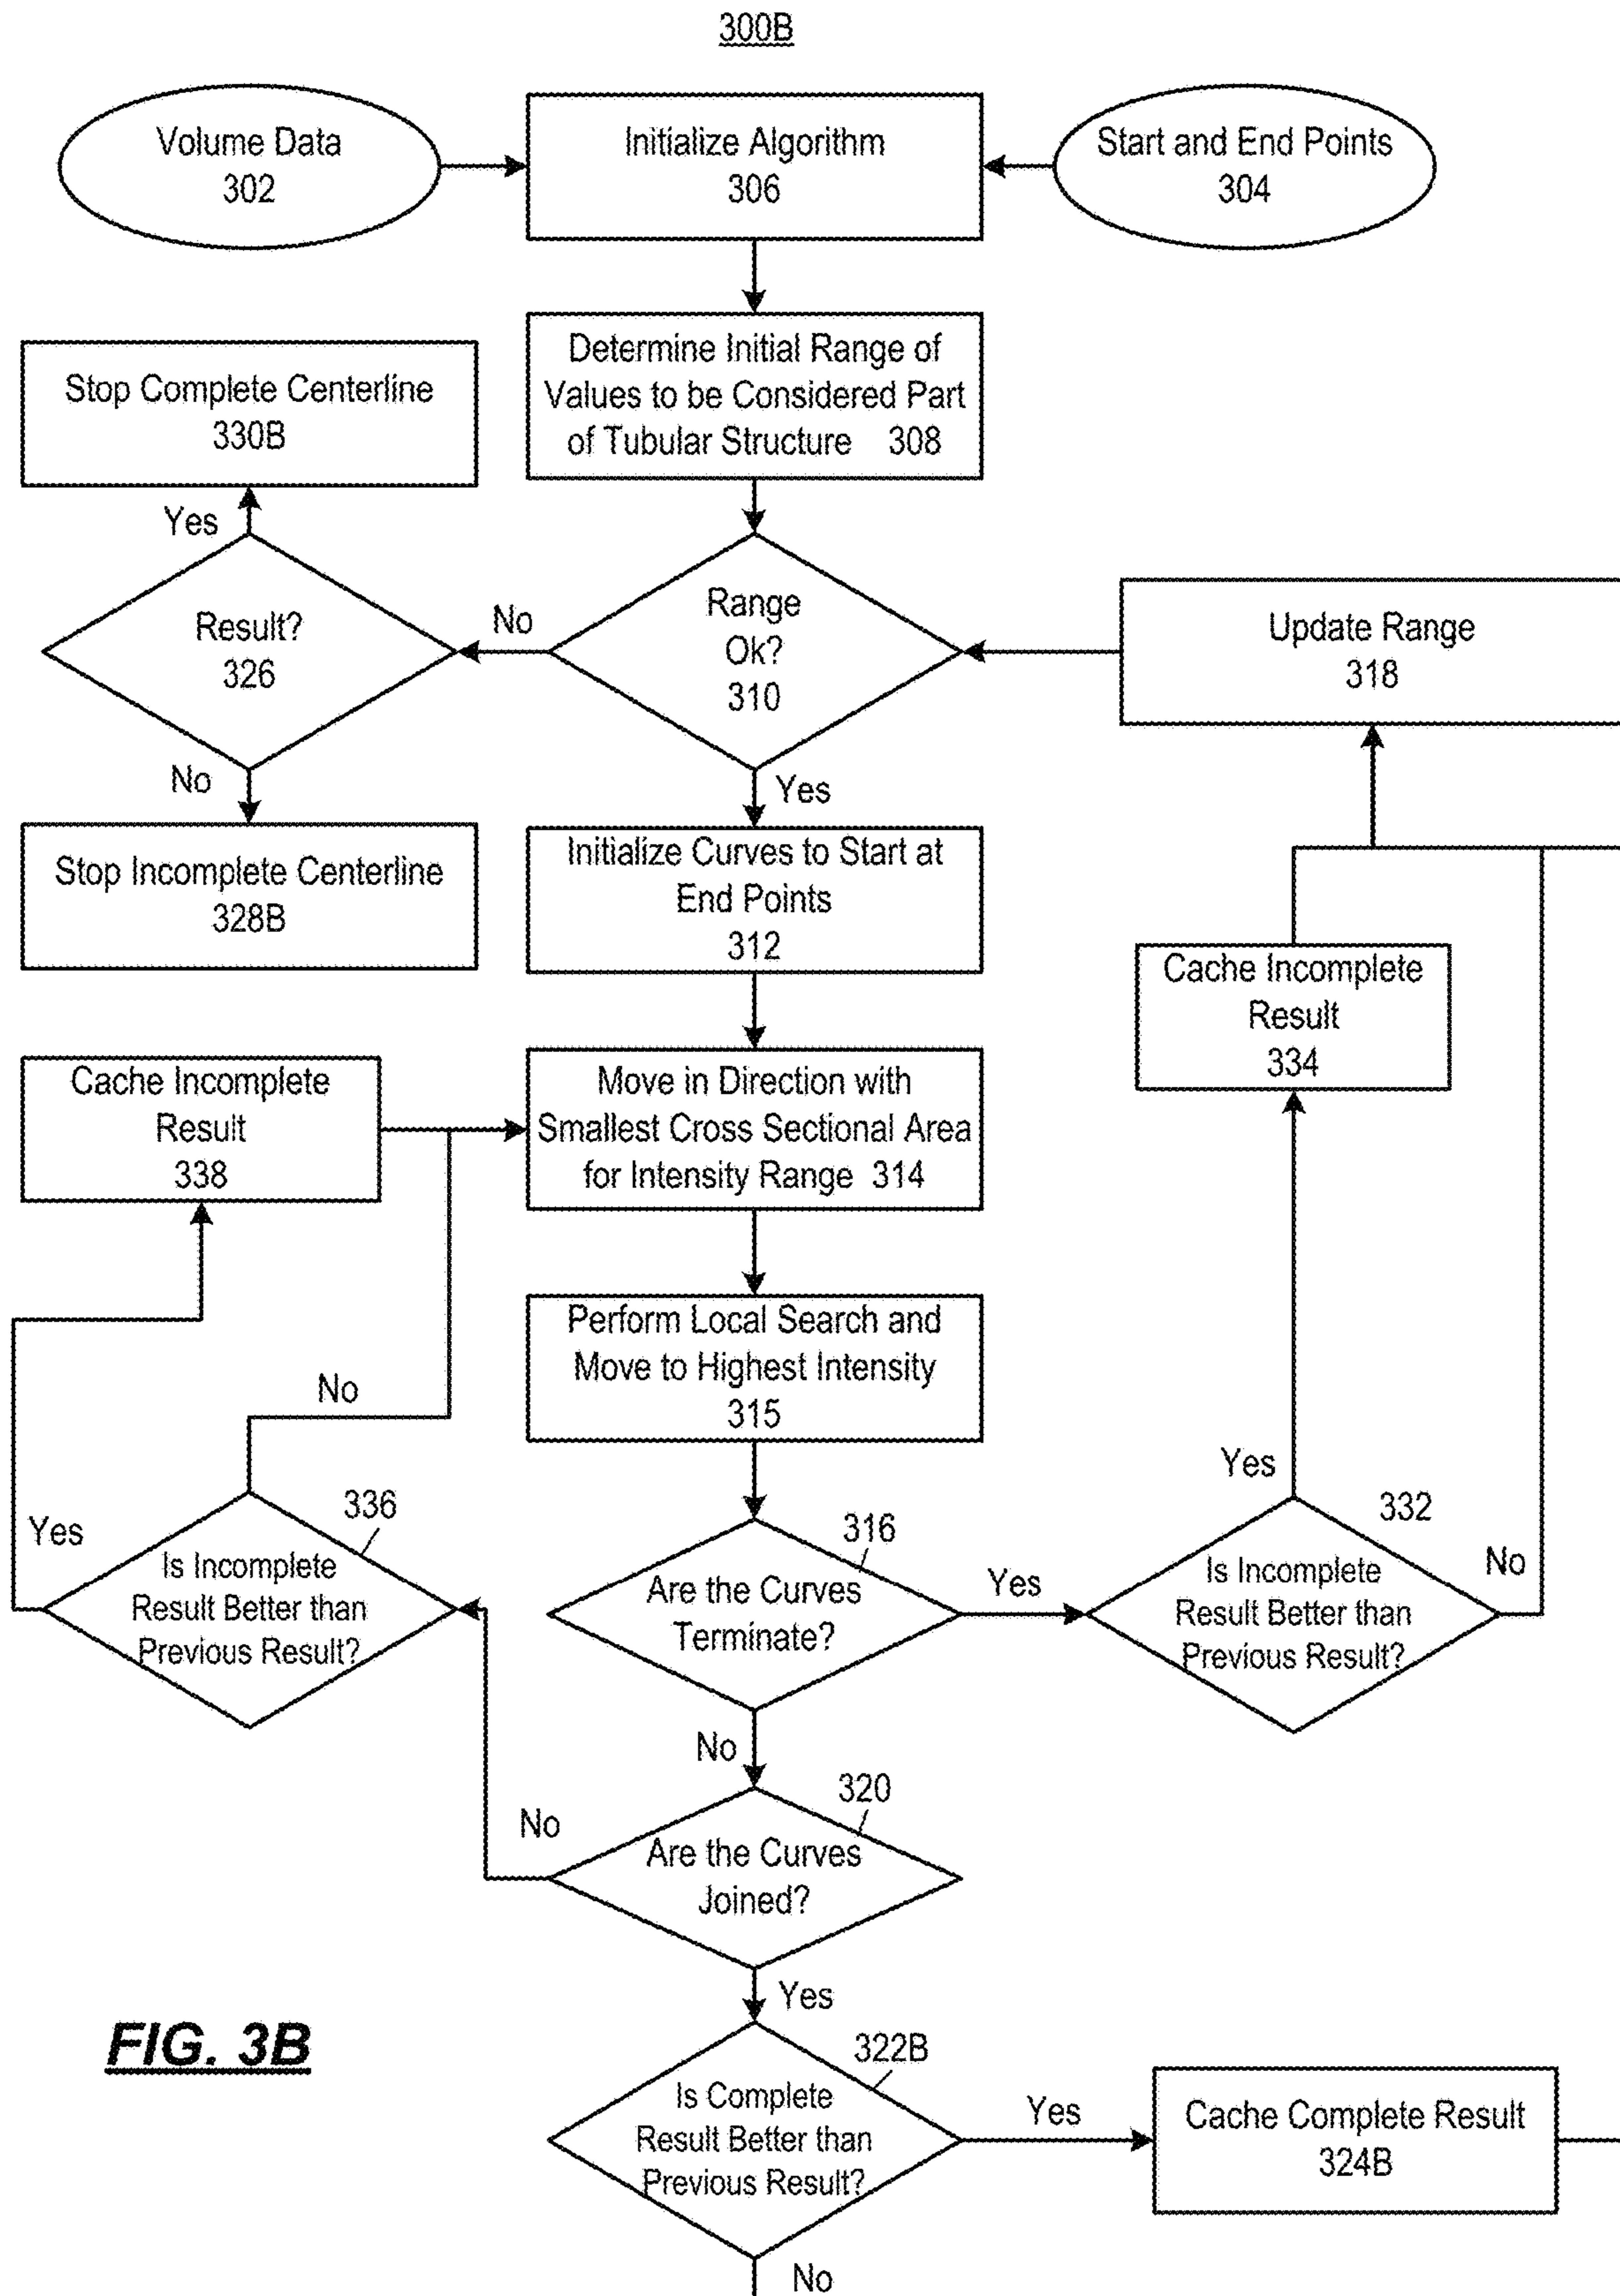 300B
Volume Data
302
Initialize Algorithm
306
Start and End Points
304
Determine Initial Range of
Values to be Considered Part
of Tubular Structure 308
Stop Complete Centerline
330B
Yes
Result?
326
No
Range
Ok?
310
Update Range
318
No
Yes
Stop Incomplete Centerline
328B
Initialize Curves to Start at
End Points
312
Cache Incomplete
Result
334
Cache Incomplete
Result
338
Move in Direction with
Smallest Cross Sectional Area
for Intensity Range 314
Perform Local Search and
Move to Highest Intensity
315
No
Yes
336
Is Incomplete
Result Better than
Previous Result?
316
Are the Curves
Terminate?
Yes
Yes
332
Is Incomplete
Result Better than
Previous Result?
No
No
320
No
Are the Curves
Joined?
Yes
FIG. 3B
322B
Is Complete
Result Better than
Previous Result?
Yes
Cache Complete Result
324B
No